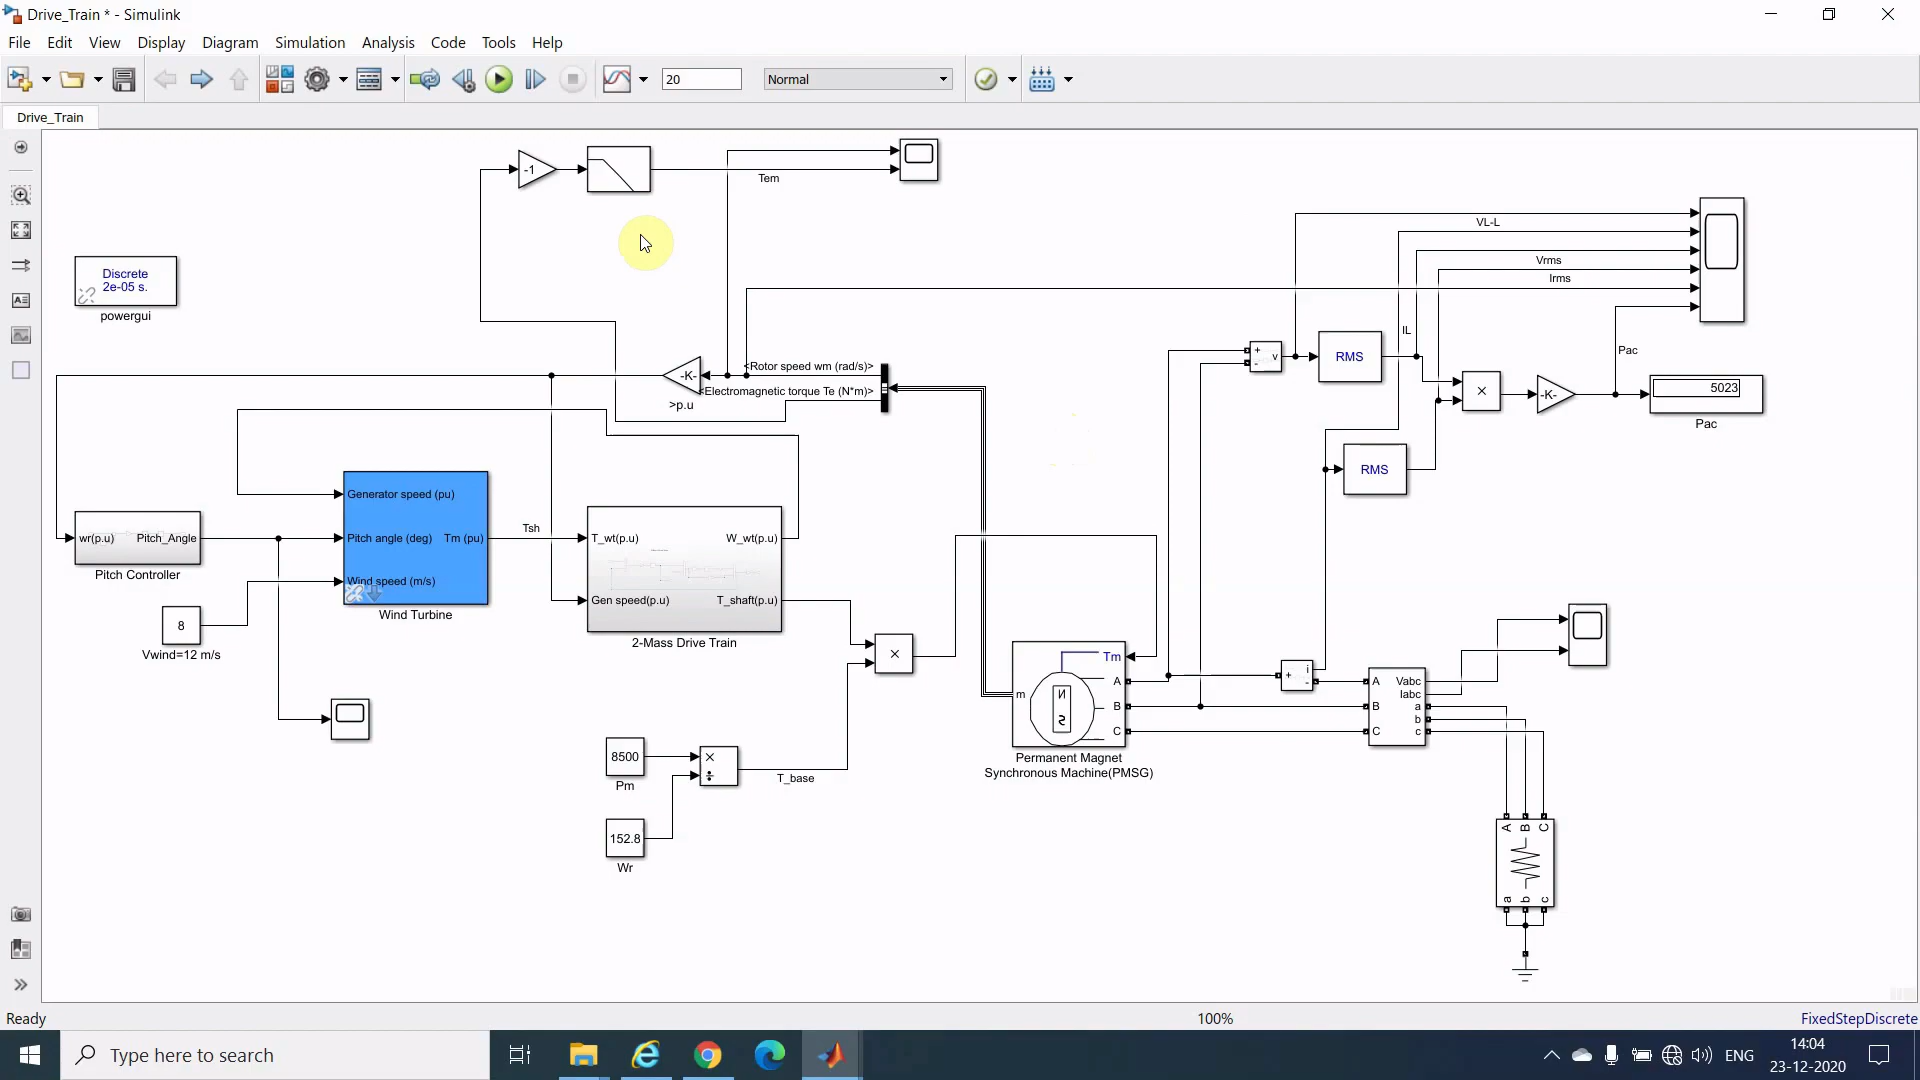 Drive_Train * - Simulink
File Edit View Display Diagram Simulation Analysis Code Tools Help
20
Normal
Drive_Train
-1
Tem
VL-L
Vrms
Irms
Discrete
2e-05 s.
powergui
IL
Pac
+
-
v
RMS
×
-K-
5023
Pac
<Rotor speed wm (rad/s)>
-K-
<Electromagnetic torque Te (N*m)>
>p.u
RMS
Generator speed (pu)
Pitch angle (deg)
Tm (pu)
Wind speed (m/s)
Wind Turbine
wr(p.u)
Pitch_Angle
Pitch Controller
Tsh
T_wt(p.u)
W_wt(p.u)
Gen speed(p.u)
T_shaft(p.u)
2-Mass Drive Train
8
Vwind=12 m/s
×
Tm
m
A
B
C
N
S
Permanent Magnet
Synchronous Machine(PMSG)
+
i
-
A
B
C
Vabc
Iabc
a
b
c
8500
Pm
×
÷
T_base
152.8
Wr
A B C
a b c
Ready
100%
FixedStepDiscrete
Type here to search
ENG
14:04
23-12-2020